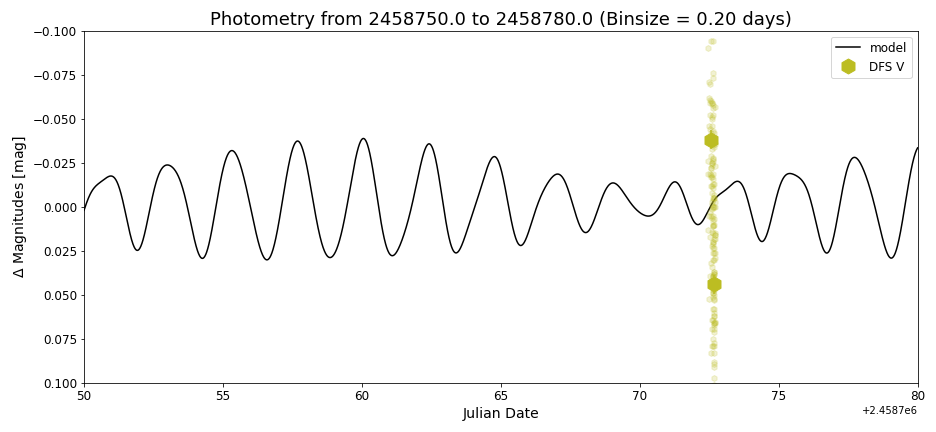 Photometry from 2458750.0 to 2458780.0 (Binsize = 0.20 days)
−0.100
−0.075
−0.050
−0.025
0.000
0.025
0.050
0.075
0.100
Δ Magnitudes [mag]
model
DFS V
50
55
60
65
70
75
80
Julian Date
+2.4587e6